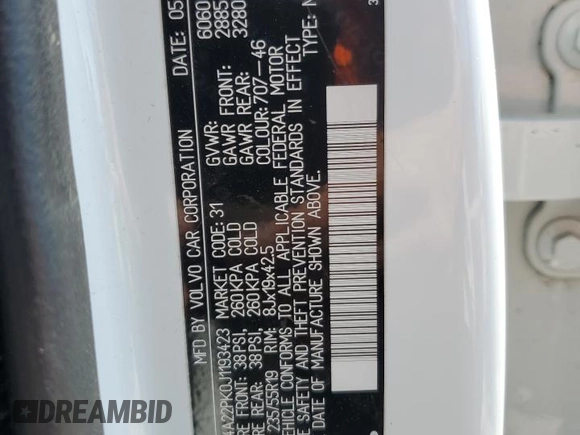 MFD BY VOLVO CAR CORPORATION DATE: 05
MARKET CODE: 31 GVWR: 6060
260KPA COLD GAWR FRONT: 2885
260KPA COLD GAWR REAR: 3280
4A22PK0J1193423
RE FRONT: 38PSI,
RE REAR: 38PSI,
235/55R19 RIM: 8Jx19x42.5 COLOUR: 707-46 TYPE: N
EHICLE CONFORMS TO ALL APPLICABLE FEDERAL MOTOR
SAFETY AND THEFT PREVENTION STANDARDS IN EFFECT
DATE OF MANUFACTURE SHOWN ABOVE.
AUTOBIDCAR